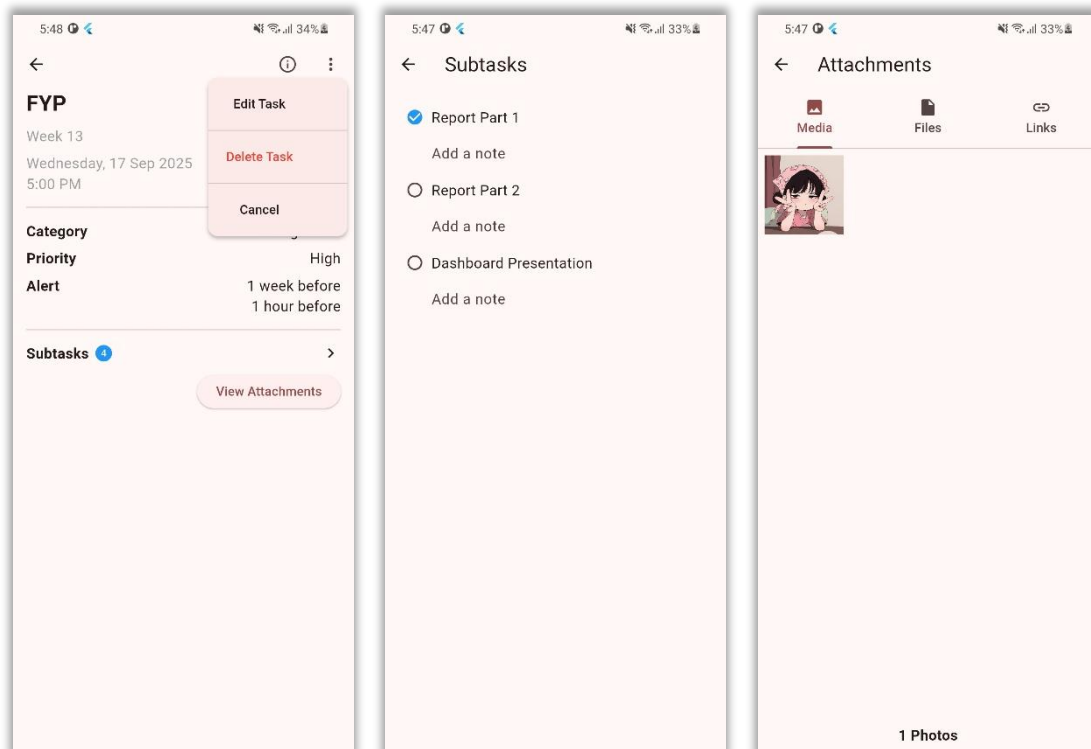 5:48 34%
FYP
Edit Task
Week 13
Delete Task
Wednesday, 17 Sep 2025
5:00 PM
Cancel
Category
Priority High
Alert 1 week before
1 hour before
Subtasks 4
View Attachments
5:47 33%
Subtasks
Report Part 1
Add a note
Report Part 2
Add a note
Dashboard Presentation
Add a note
5:47 33%
Attachments
Media Files Links
1 Photos